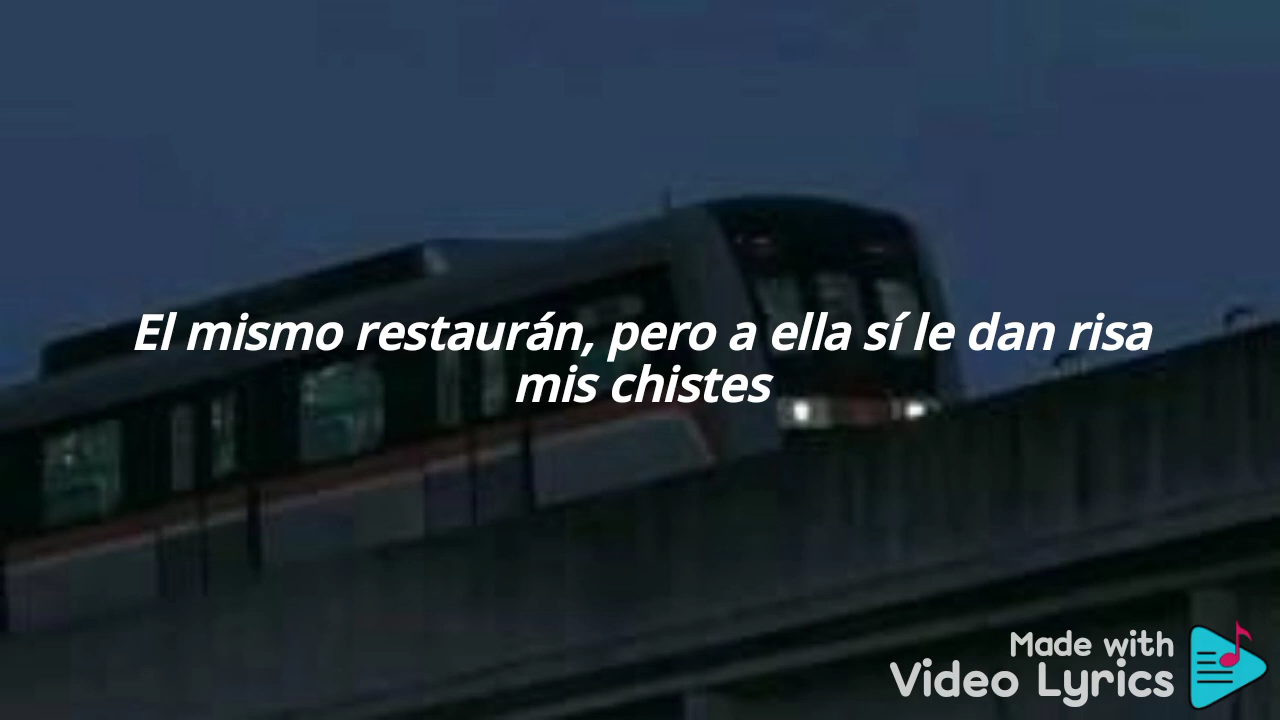 El mismo restaurán, pero a ella sí le dan risa
mis chistes
Made with
Video Lyrics